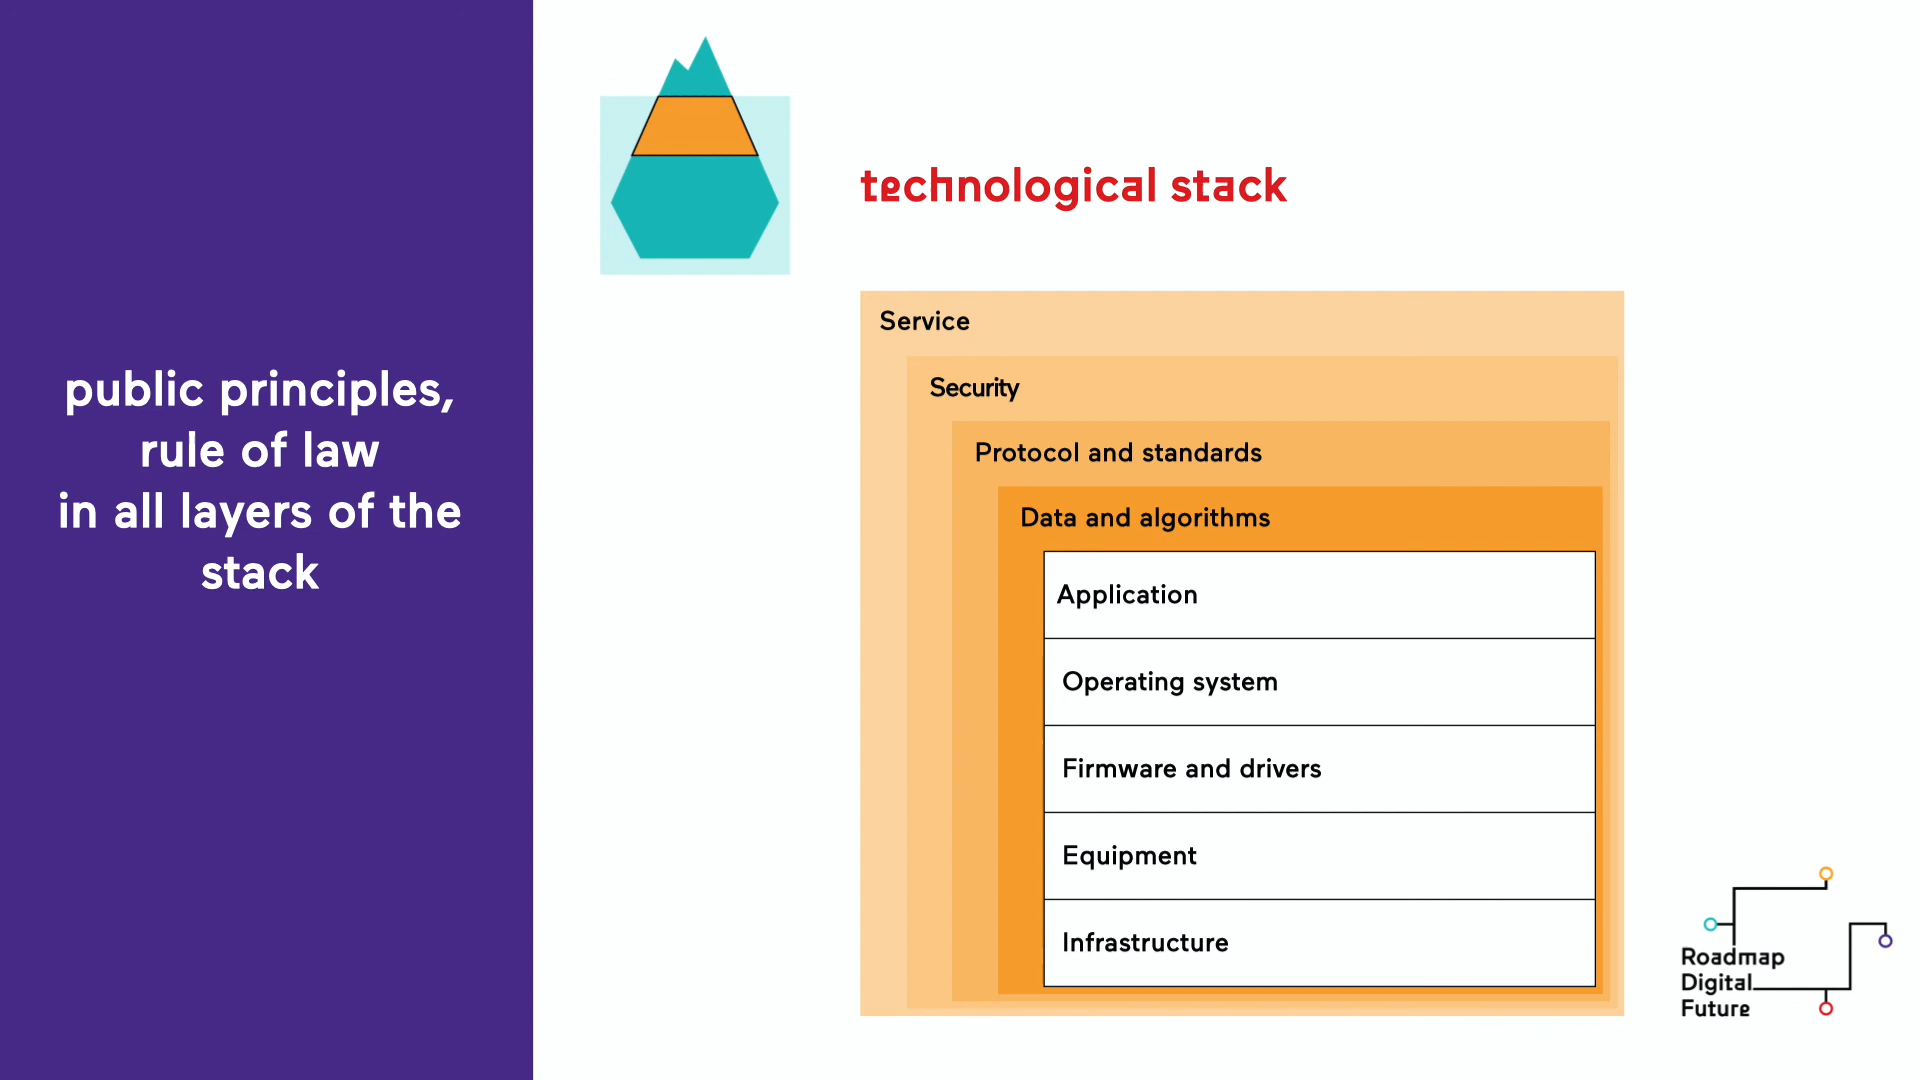 public principles,
rule of law
in all layers of the
stack
technological stack
Service
Security
Protocol and standards
Data and algorithms
Application
Operating system
Firmware and drivers
Equipment
Infrastructure
Roadmap
Digital
Future